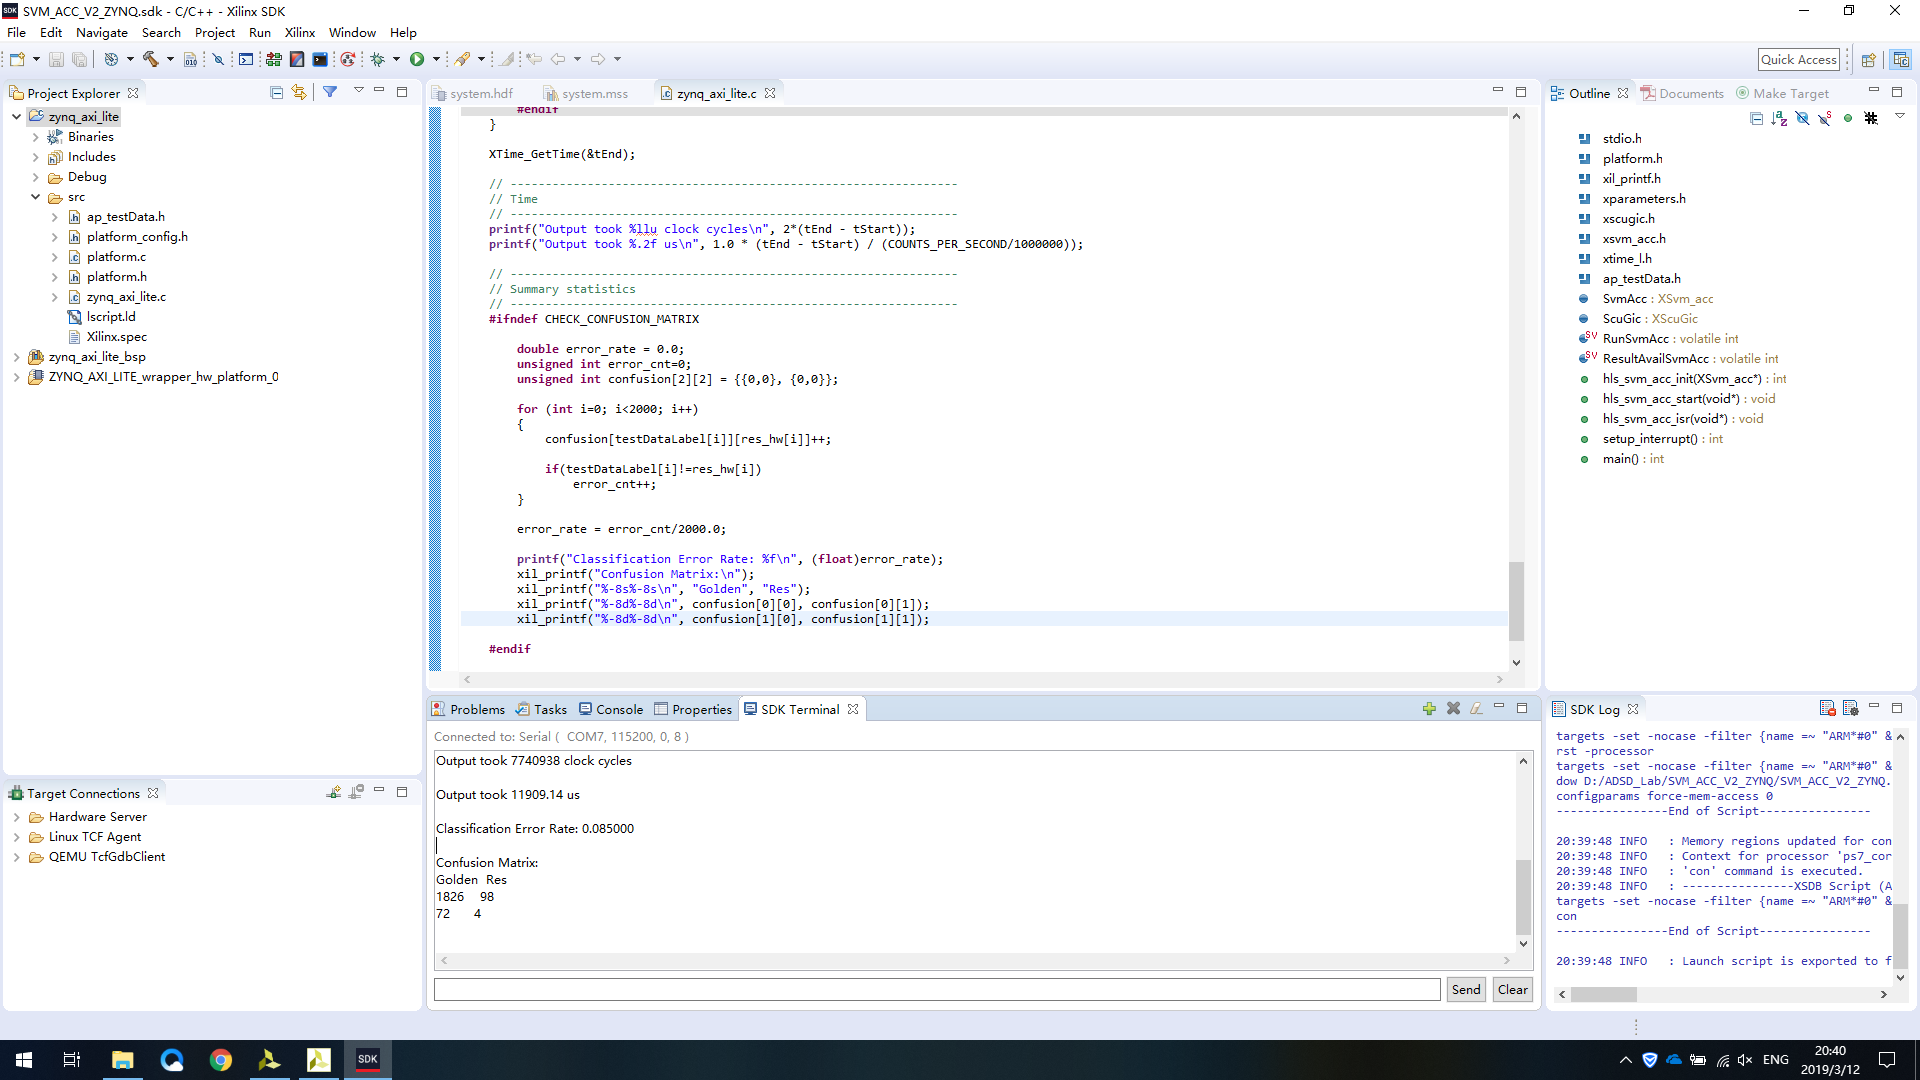 SDK SVM_ACC_V2_ZYNQ.sdk - C/C++ - Xilinx SDK
File Edit Navigate Search Project Run Xilinx Window Help
Quick Access
Project Explorer
zynq_axi_lite
Binaries
Includes
Debug
src
ap_testData.h
platform_config.h
platform.c
platform.h
zynq_axi_lite.c
lscript.ld
Xilinx.spec
zynq_axi_lite_bsp
ZYNQ_AXI_LITE_wrapper_hw_platform_0
Target Connections
Hardware Server
Linux TCF Agent
QEMU TcfGdbClient
system.hdf system.mss zynq_axi_lite.c
#endif
}
XTime_GetTime(&tEnd);
// ----------------------------------------------------------------
// Time
// ----------------------------------------------------------------
printf("Output took %llu clock cycles\n", 2*(tEnd - tStart));
printf("Output took %.2f us\n", 1.0 * (tEnd - tStart) / (COUNTS_PER_SECOND/1000000));
// ----------------------------------------------------------------
// Summary statistics
// ----------------------------------------------------------------
#ifndef CHECK_CONFUSION_MATRIX
double error_rate = 0.0;
unsigned int error_cnt=0;
unsigned int confusion[2][2] = {{0,0}, {0,0}};
for (int i=0; i<2000; i++)
{
confusion[testDataLabel[i]][res_hw[i]]++;
if(testDataLabel[i]!=res_hw[i])
error_cnt++;
}
error_rate = error_cnt/2000.0;
printf("Classification Error Rate: %f\n", (float)error_rate);
xil_printf("Confusion Matrix:\n");
xil_printf("%-8s%-8s\n", "Golden", "Res");
xil_printf("%-8d%-8d\n", confusion[0][0], confusion[0][1]);
xil_printf("%-8d%-8d\n", confusion[1][0], confusion[1][1]);
#endif
Problems Tasks Console Properties SDK Terminal
Connected to: Serial ( COM7, 115200, 0, 8 )
Output took 7740938 clock cycles
Output took 11909.14 us
Classification Error Rate: 0.085000
Confusion Matrix:
Golden Res
1826 98
72 4
Send Clear
Outline Documents Make Target
stdio.h
platform.h
xil_printf.h
xparameters.h
xscugic.h
xsvm_acc.h
xtime_l.h
ap_testData.h
SvmAcc : XSvm_acc
ScuGic : XScuGic
RunSvmAcc : volatile int
ResultAvailSvmAcc : volatile int
hls_svm_acc_init(XSvm_acc*) : int
hls_svm_acc_start(void*) : void
hls_svm_acc_isr(void*) : void
setup_interrupt() : int
main() : int
SDK Log
targets -set -nocase -filter {name =~ "ARM*#0" &
rst -processor
targets -set -nocase -filter {name =~ "ARM*#0" &
dow D:/ADSD_Lab/SVM_ACC_V2_ZYNQ/SVM_ACC_V2_ZYNQ.
configparams force-mem-access 0
----------------End of Script----------------
20:39:48 INFO : Memory regions updated for con
20:39:48 INFO : Context for processor 'ps7_cor
20:39:48 INFO : 'con' command is executed.
20:39:48 INFO : ----------------XSDB Script (A
targets -set -nocase -filter {name =~ "ARM*#0" &
con
----------------End of Script----------------
20:39:48 INFO : Launch script is exported to f
SDK
ENG
20:40
2019/3/12